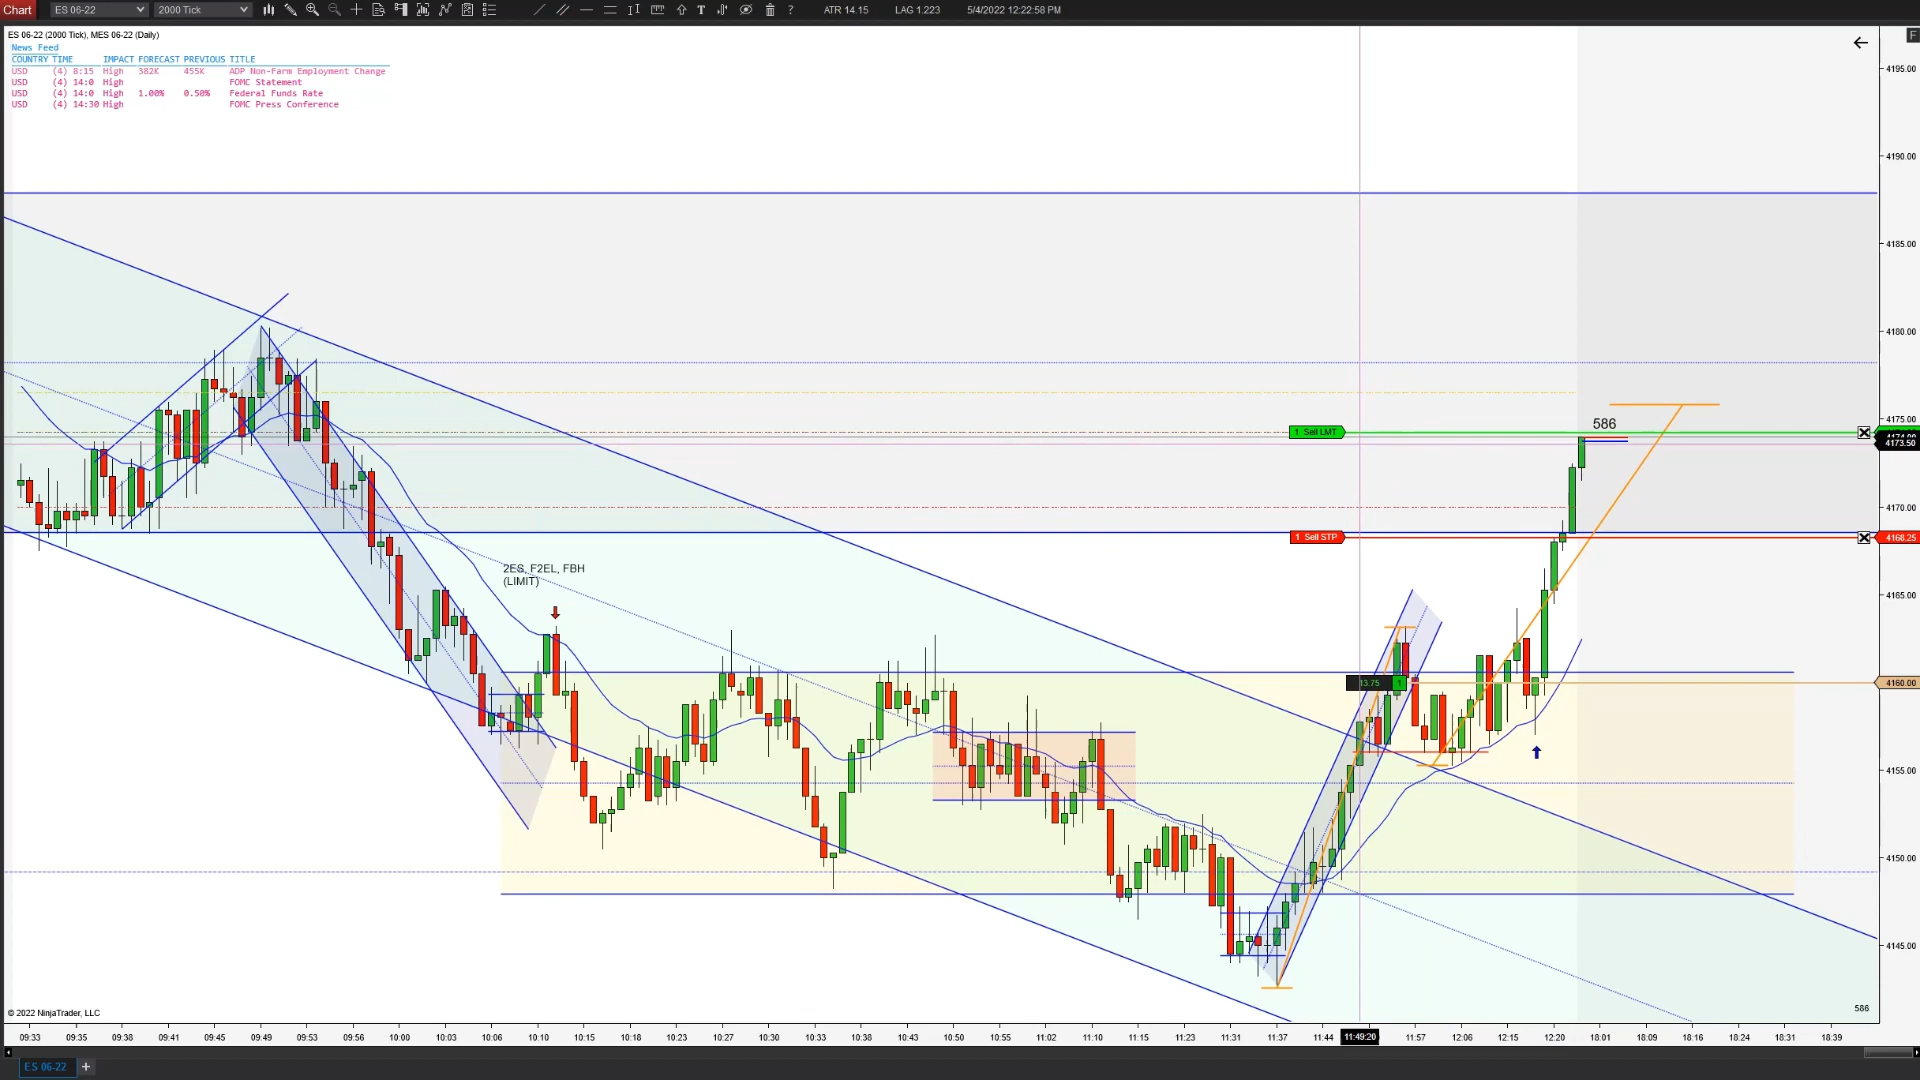 Chart ES 06-22 2000 Tick T ? ATR 14.15 LAG 1.223 5/4/2022 12:22:58 PM
ES 06-22 (2000 Tick), MES 06-22 (Daily)
F
News Feed
COUNTRY TIME IMPACT FORECAST PREVIOUS TITLE
USD (4) 8:15 High 382K 455K ADP Non-Farm Employment Change
USD (4) 14:0 High FOMC Statement
USD (4) 14:0 High 1.00% 0.50% Federal Funds Rate
USD (4) 14:30 High FOMC Press Conference
4195.00
4190.00
4185.00
4180.00
4175.00
586
1 Sell LMT
4173.50
4170.00
1 Sell STP
4168.25
2ES, F2EL, FBH
(LIMIT)
4165.00
13.75 1
4160.00
4155.00
4150.00
4145.00
© 2022 NinjaTrader, LLC
586
09:33 09:35 09:38 09:41 09:45 09:49 09:53 09:56 10:00 10:03 10:06 10:10 10:15 10:18 10:23 10:27 10:30 10:33 10:38 10:43 10:50 10:55 11:02 11:10 11:15 11:23 11:31 11:37 11:44 11:49:20 11:57 12:06 12:15 12:20 18:01 18:09 18:16 18:24 18:31 18:39
ES 06-22 +